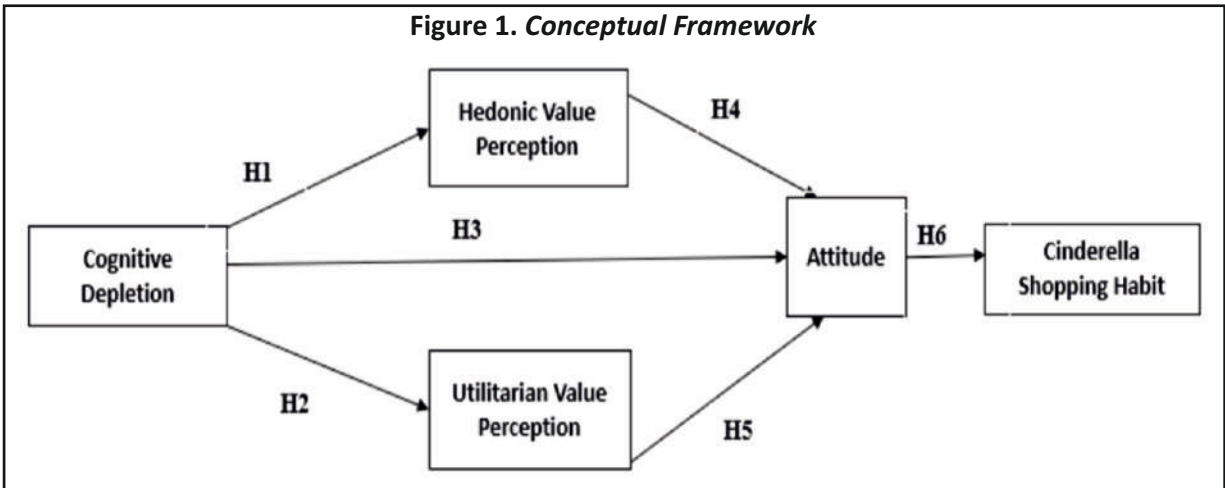 Figure 1. Conceptual Framework
Hedonic Value
Perception
H4
H1
H3
H6
Cognitive
Depletion
Attitude
Cinderella
Shopping Habit
H2
Utilitarian Value
Perception
H5